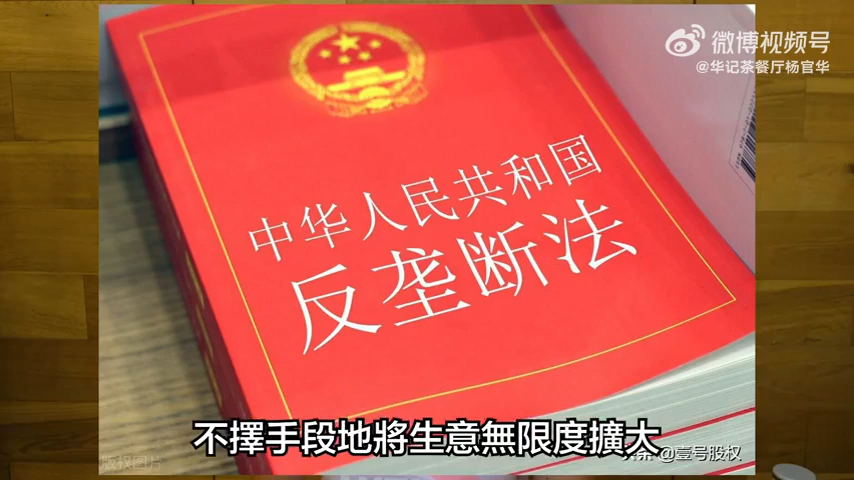 微博视频号
@华记茶餐厅杨官华
中华人民共和国
反垄断法
不擇手段地將生意無限度擴大
版权图片
@壹号股权